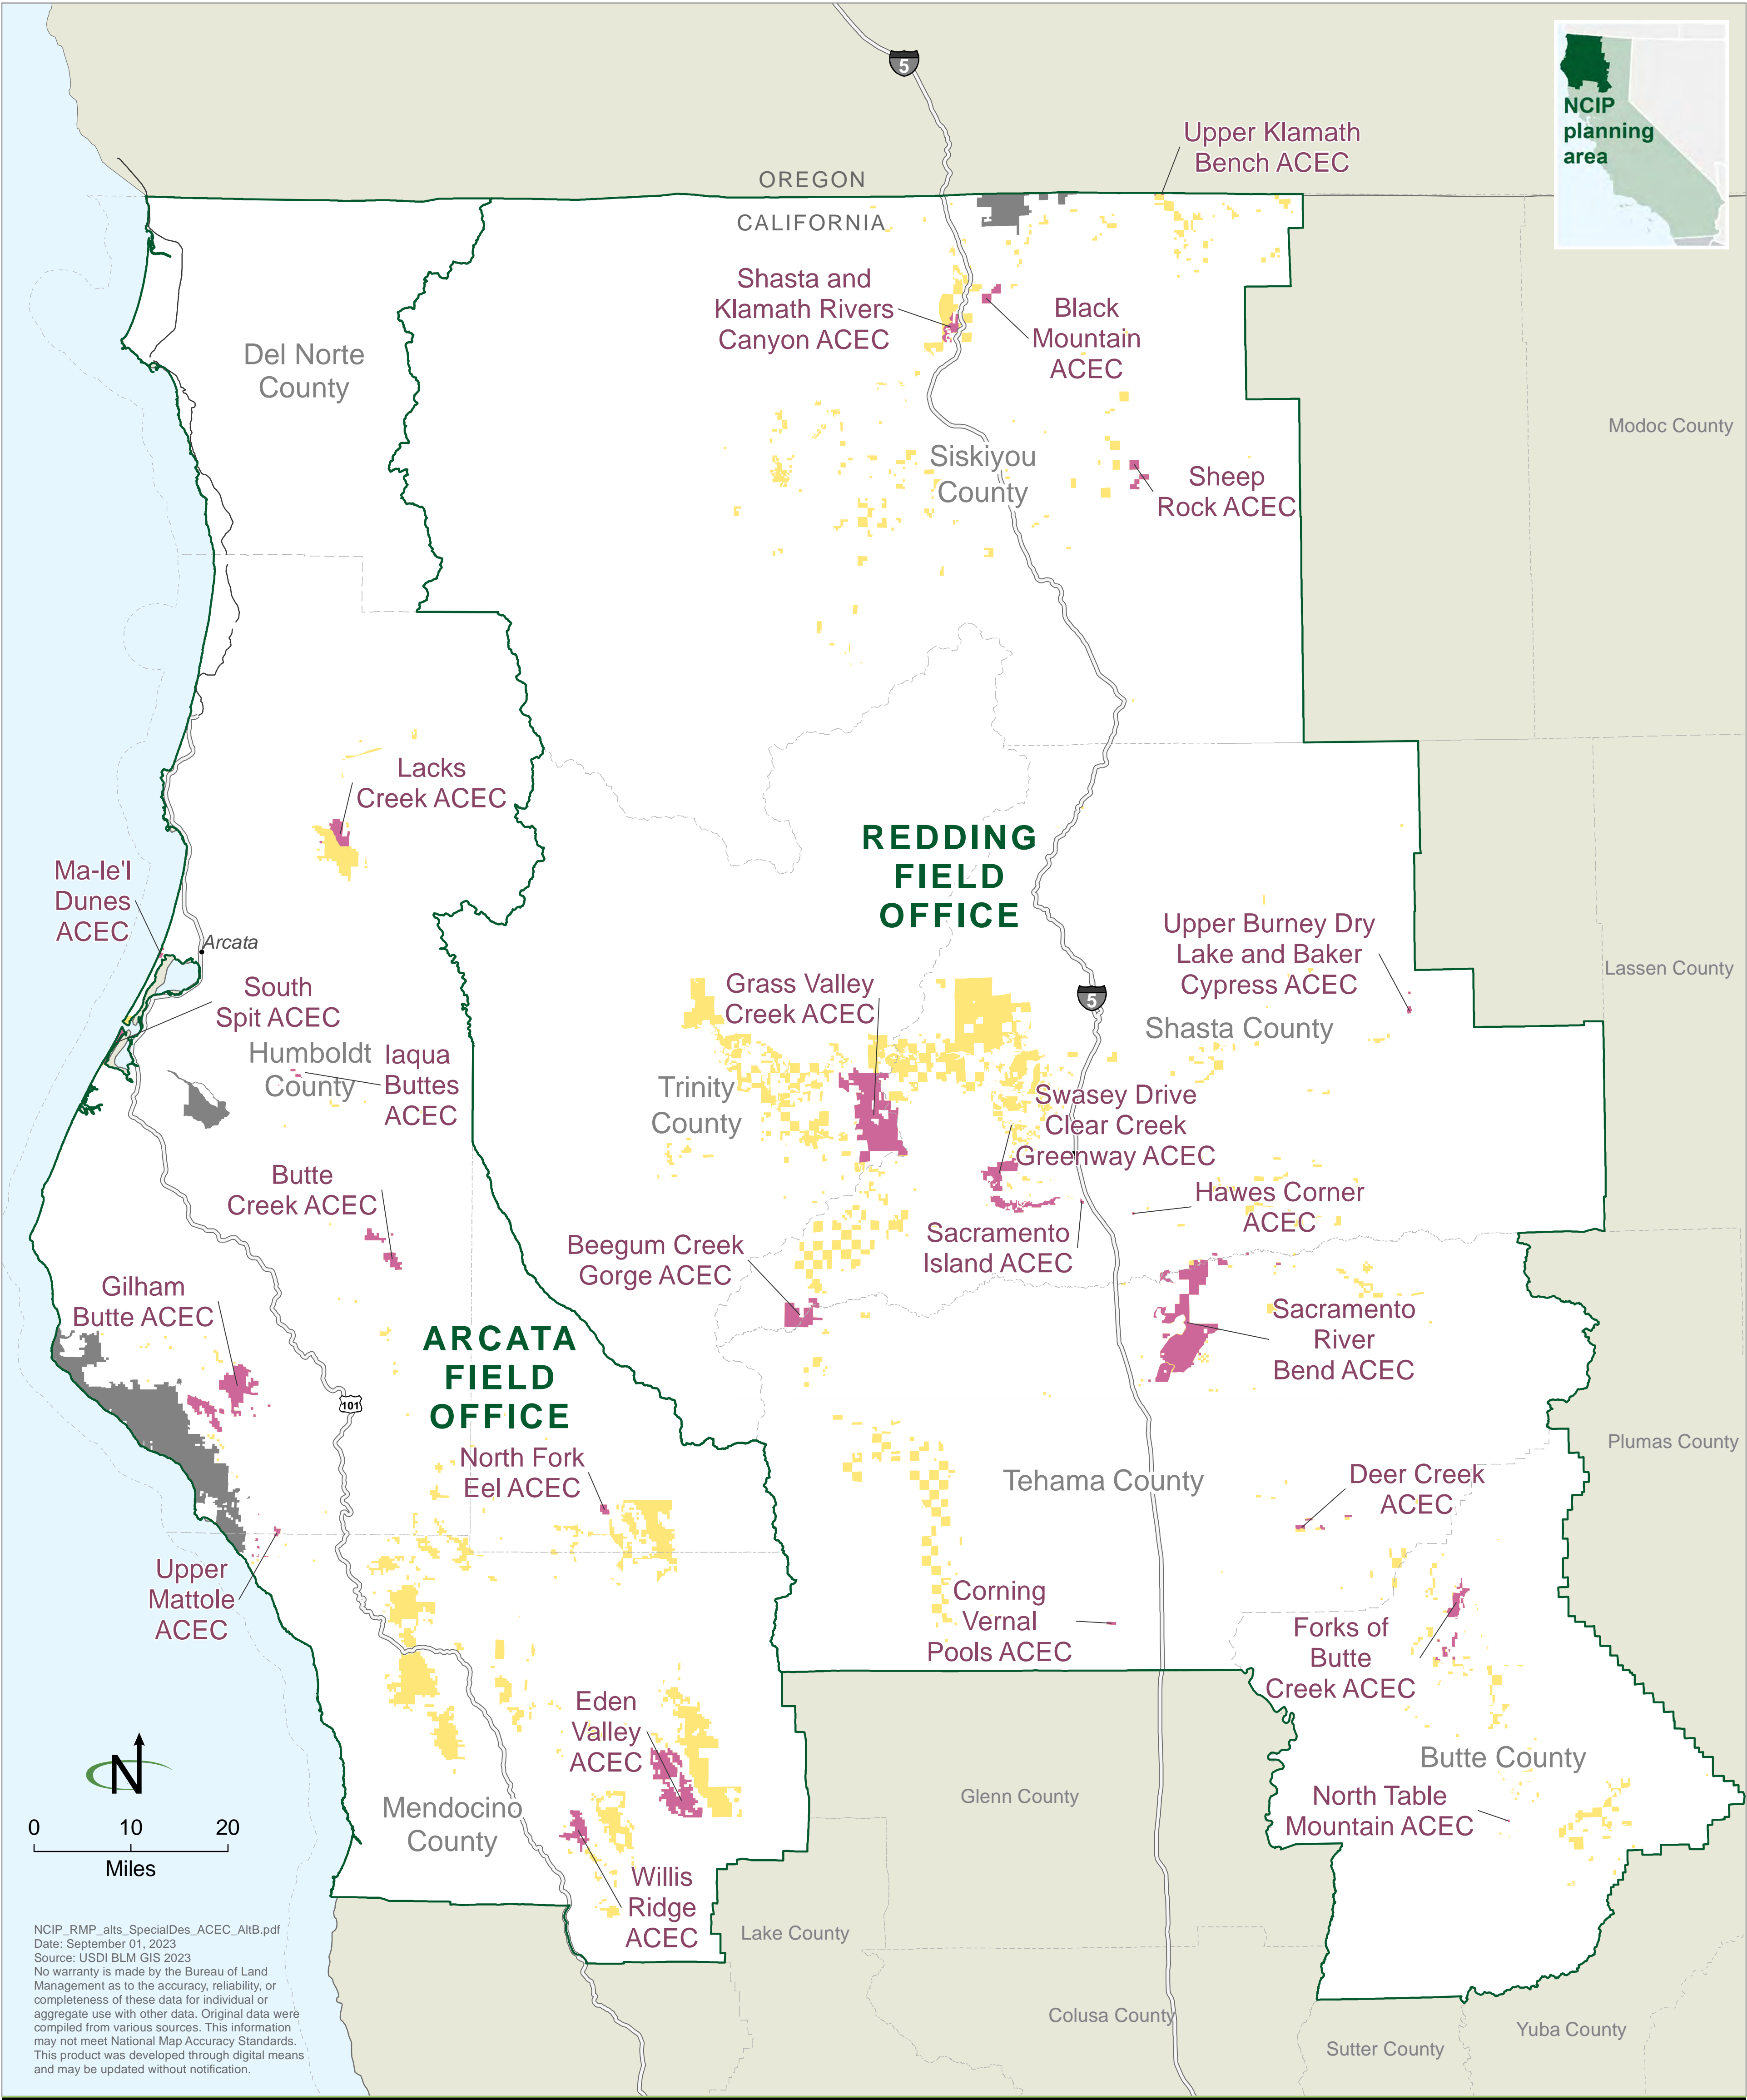 5
NCIP
planning
area
Upper Klamath
Bench ACEC
OREGON
CALIFORNIA
Shasta and
Klamath Rivers
Canyon ACEC
Black
Mountain
ACEC
Del Norte
County
Modoc County
Siskiyou
County
Sheep
Rock ACEC
Lacks
Creek ACEC
REDDING
FIELD
OFFICE
Ma-le'l
Dunes
ACEC
Arcata
Upper Burney Dry
Lake and Baker
Cypress ACEC
Lassen County
South
Spit ACEC
Grass Valley
Creek ACEC
5
Shasta County
Humboldt
County
Iaqua
Buttes
ACEC
Trinity
County
Swasey Drive
Clear Creek
Greenway ACEC
Butte
Creek ACEC
Hawes Corner
ACEC
Sacramento
Island ACEC
Beegum Creek
Gorge ACEC
Gilham
Butte ACEC
Sacramento
River
Bend ACEC
ARCATA
FIELD
OFFICE
101
Plumas County
North Fork
Eel ACEC
Tehama County
Deer Creek
ACEC
Upper
Mattole
ACEC
Corning
Vernal
Pools ACEC
Forks of
Butte
Creek ACEC
Eden
Valley
ACEC
Butte County
N
Glenn County
North Table
Mountain ACEC
Mendocino
County
0 10 20
Miles
Willis
Ridge
ACEC
Lake County
NCIP_RMP_alts_SpecialDes_ACEC_AltB.pdf
Date: September 01, 2023
Source: USDI BLM GIS 2023
No warranty is made by the Bureau of Land
Management as to the accuracy, reliability, or
completeness of these data for individual or
aggregate use with other data. Original data were
compiled from various sources. This information
may not meet National Map Accuracy Standards.
This product was developed through digital means
and may be updated without notification.
Colusa County
Sutter County
Yuba County